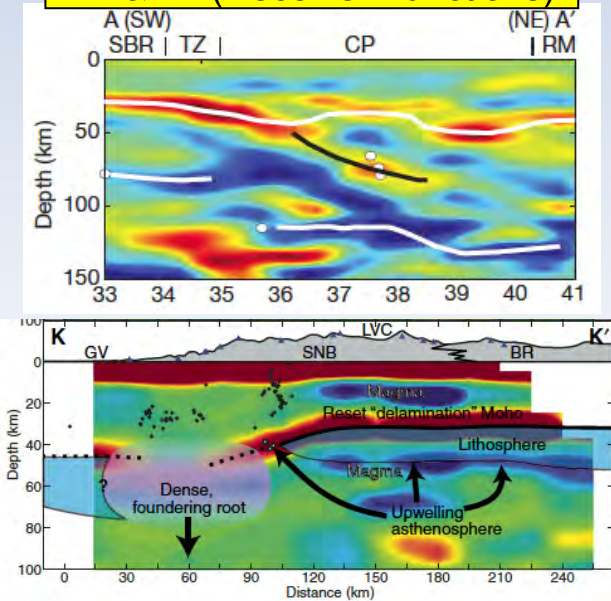 A (SW) (NE) A′
SBR TZ CP RM
0
50
100
150
Depth (km)
33 34 35 36 37 38 39 40 41
K LVC K′
GV SNB BR
100
0
20
40
60
80
100
Depth (km)
Magma
Reset "delamination" Moho
Lithosphere
Magma
?
Dense,
foundering root
Upwelling
asthenosphere
0 30 60 90 120 150 180 210 240
Distance (km)